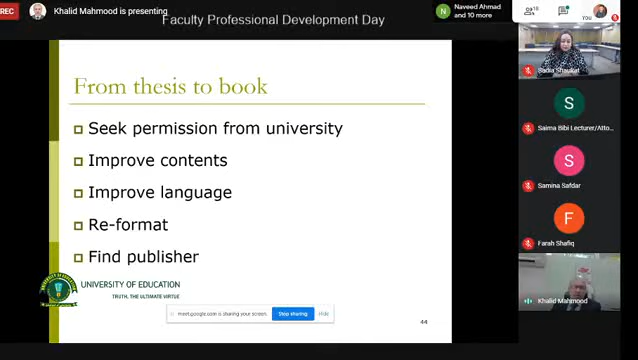 REC
Khalid Mahmood is presenting
Faculty Professional Development Day
N
Naveed Ahmad
and 10 more
18
From thesis to book
Seek permission from university
Improve contents
Improve language
Re-format
Find publisher
UNIVERSITY OF EDUCATION
TRUTH, THE ULTIMATE VIRTUE
meet.google.com is sharing your screen.
Stop sharing
Hide
44
Sadia Shaukat
S
Saima Bibi Lecturer/Atto...
S
Samina Safdar
F
Farah Shafiq
Khalid Mahmood